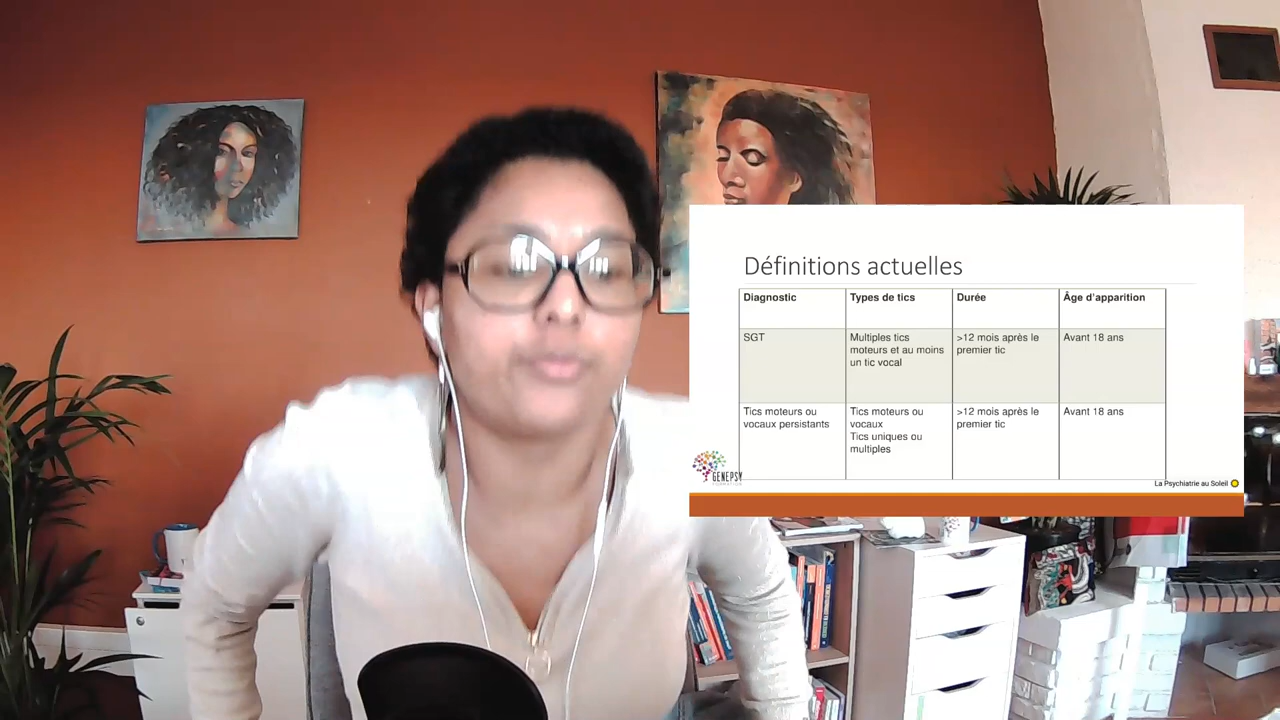 Définitions actuelles
Diagnostic
Types de tics
Durée
Âge d'apparition
SGT
Multiples tics
moteurs et au moins
un tic vocal
>12 mois après le
premier tic
Avant 18 ans
Tics moteurs ou
vocaux persistants
Tics moteurs ou
vocaux
Tics uniques ou
multiples
>12 mois après le
premier tic
Avant 18 ans
GENEPSY
FORMATION
La Psychiatrie au Soleil